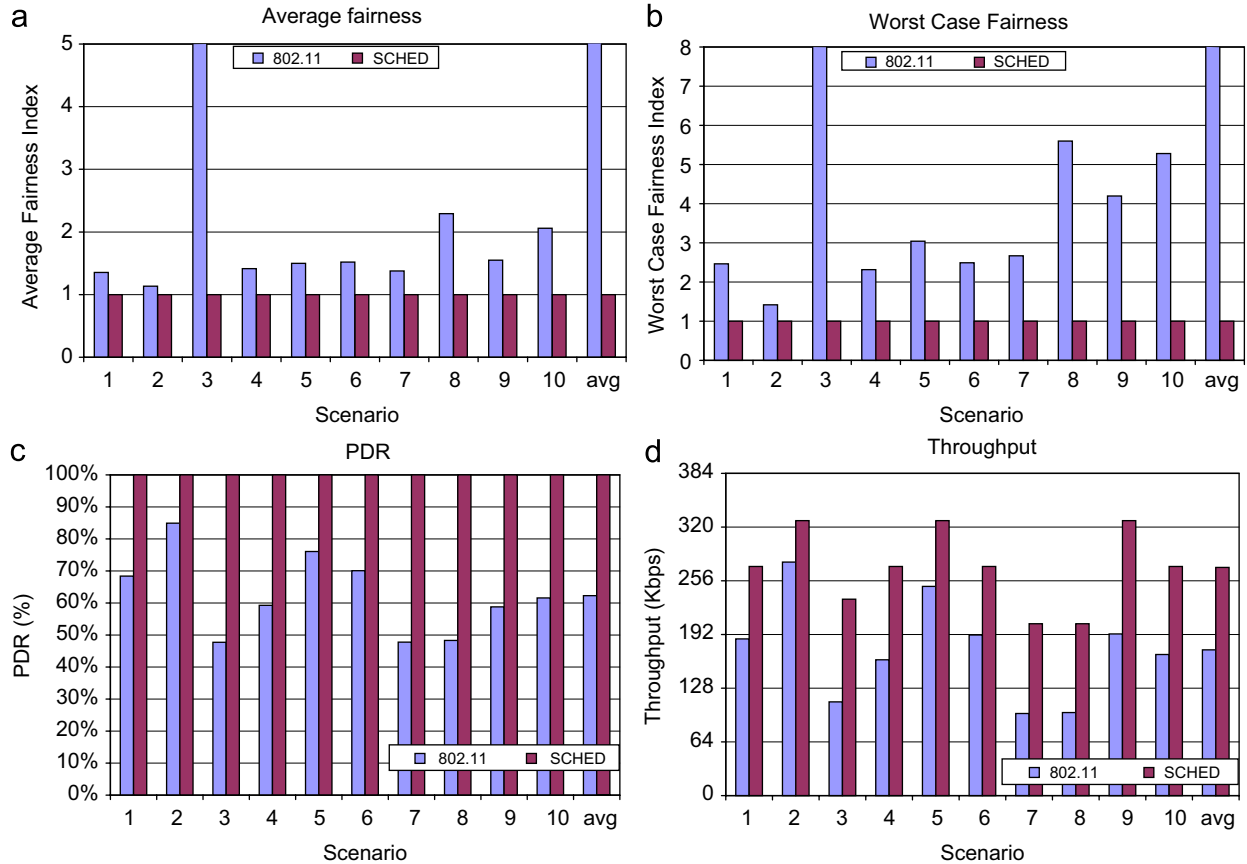 a
Average fairness
802.11 SCHED
Average Fairness Index
5
4
3
2
1
0
1 2 3 4 5 6 7 8 9 10 avg
Scenario
b
Worst Case Fairness
802.11 SCHED
Worst Case Fairness Index
8
7
6
5
4
3
2
1
0
1 2 3 4 5 6 7 8 9 10 avg
Scenario
c
PDR
PDR (%)
100%
90%
80%
70%
60%
50%
40%
30%
20%
10%
0%
802.11 SCHED
1 2 3 4 5 6 7 8 9 10 avg
Scenario
d
Throughput
Throughput (Kbps)
384
320
256
192
128
64
0
802.11 SCHED
1 2 3 4 5 6 7 8 9 10 avg
Scenario